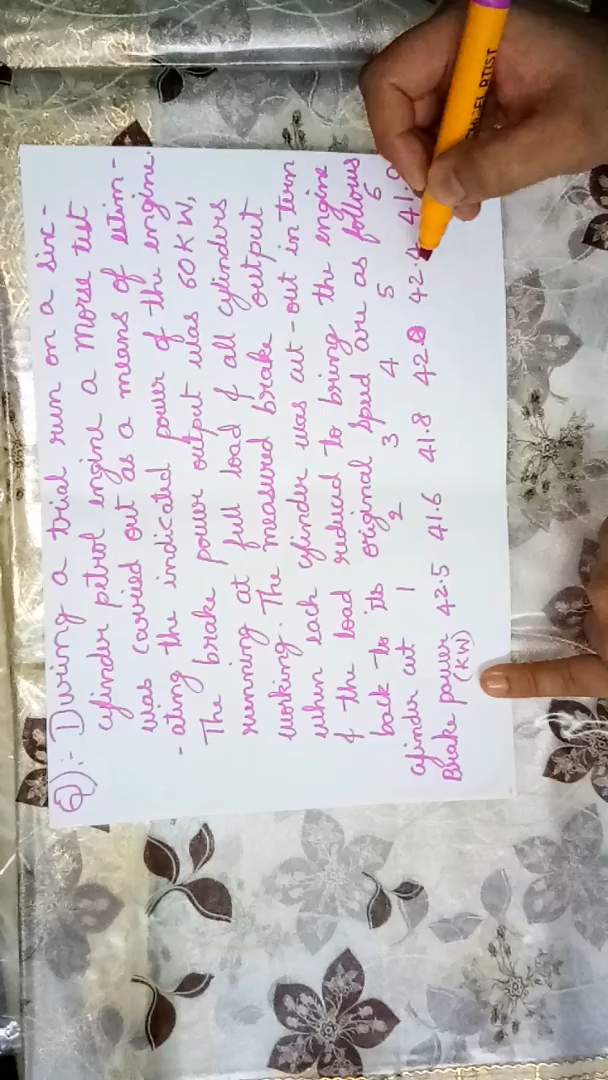 Q):- During a trial run on a six-
cylinder petrol engine a Morse test
was carried out as a means of estim-
-ating the indicated power of the engine.
The brake power output was 60KW,
running at full load & all cylinders
working. The measured brake output
when each cylinder was cut-out in turn
& the load reduced to bring the engine
back to its original speed are as follows
Cylinder cut 1 2 3 4 5 6
Brake power 42.5 41.6 41.8 42.0 42.4 41.0
(KW)